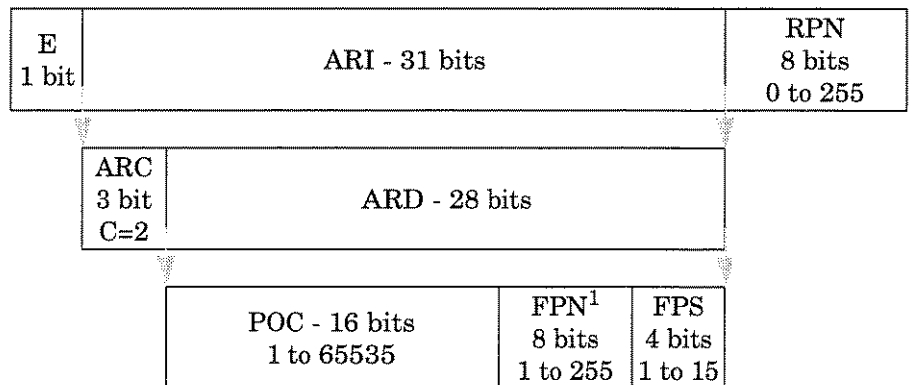 E
1 bit
ARI - 31 bits
RPN
8 bits
0 to 255
ARC
3 bit
C=2
ARD - 28 bits
POC - 16 bits
1 to 65535
FPN¹
8 bits
1 to 255
FPS
4 bits
1 to 15